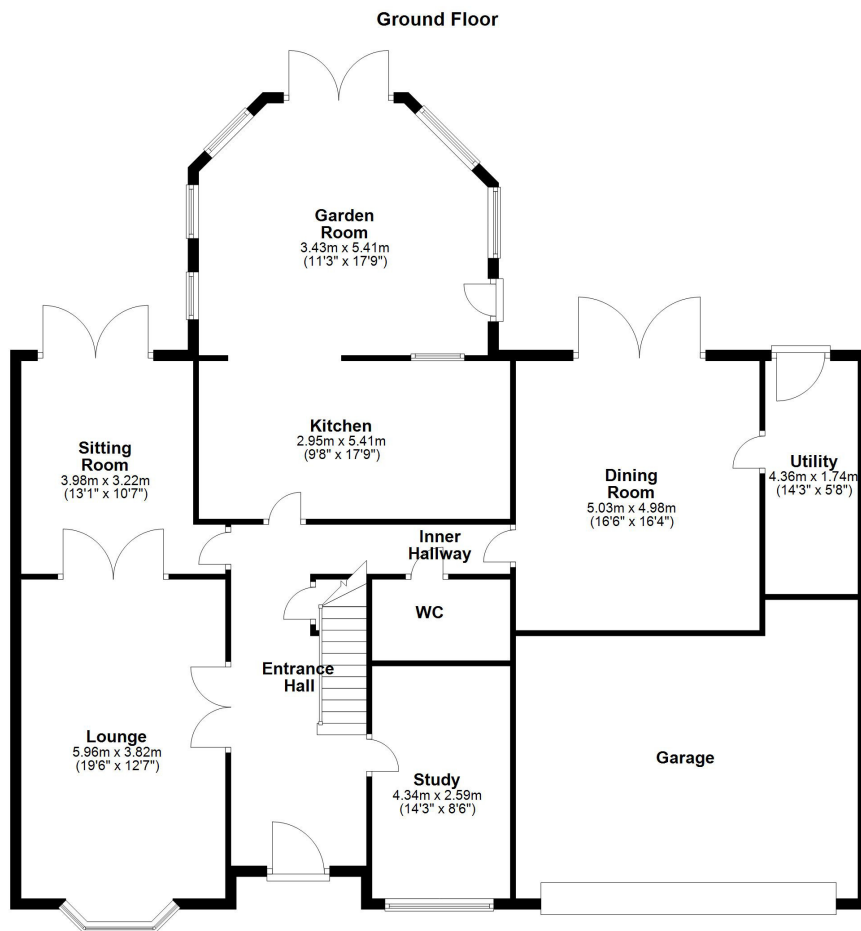 Ground Floor
Garden
Room
3.43m x 5.41m
(11'3" x 17'9")
Kitchen
2.95m x 5.41m
(9'8" x 17'9")
Sitting
Room
3.98m x 3.22m
(13'1" x 10'7")
Dining
Room
5.03m x 4.98m
(16'6" x 16'4")
Utility
4.36m x 1.74m
(14'3" x 5'8")
Inner
Hallway
WC
Entrance
Hall
Lounge
5.96m x 3.82m
(19'6" x 12'7")
Study
4.34m x 2.59m
(14'3" x 8'6")
Garage